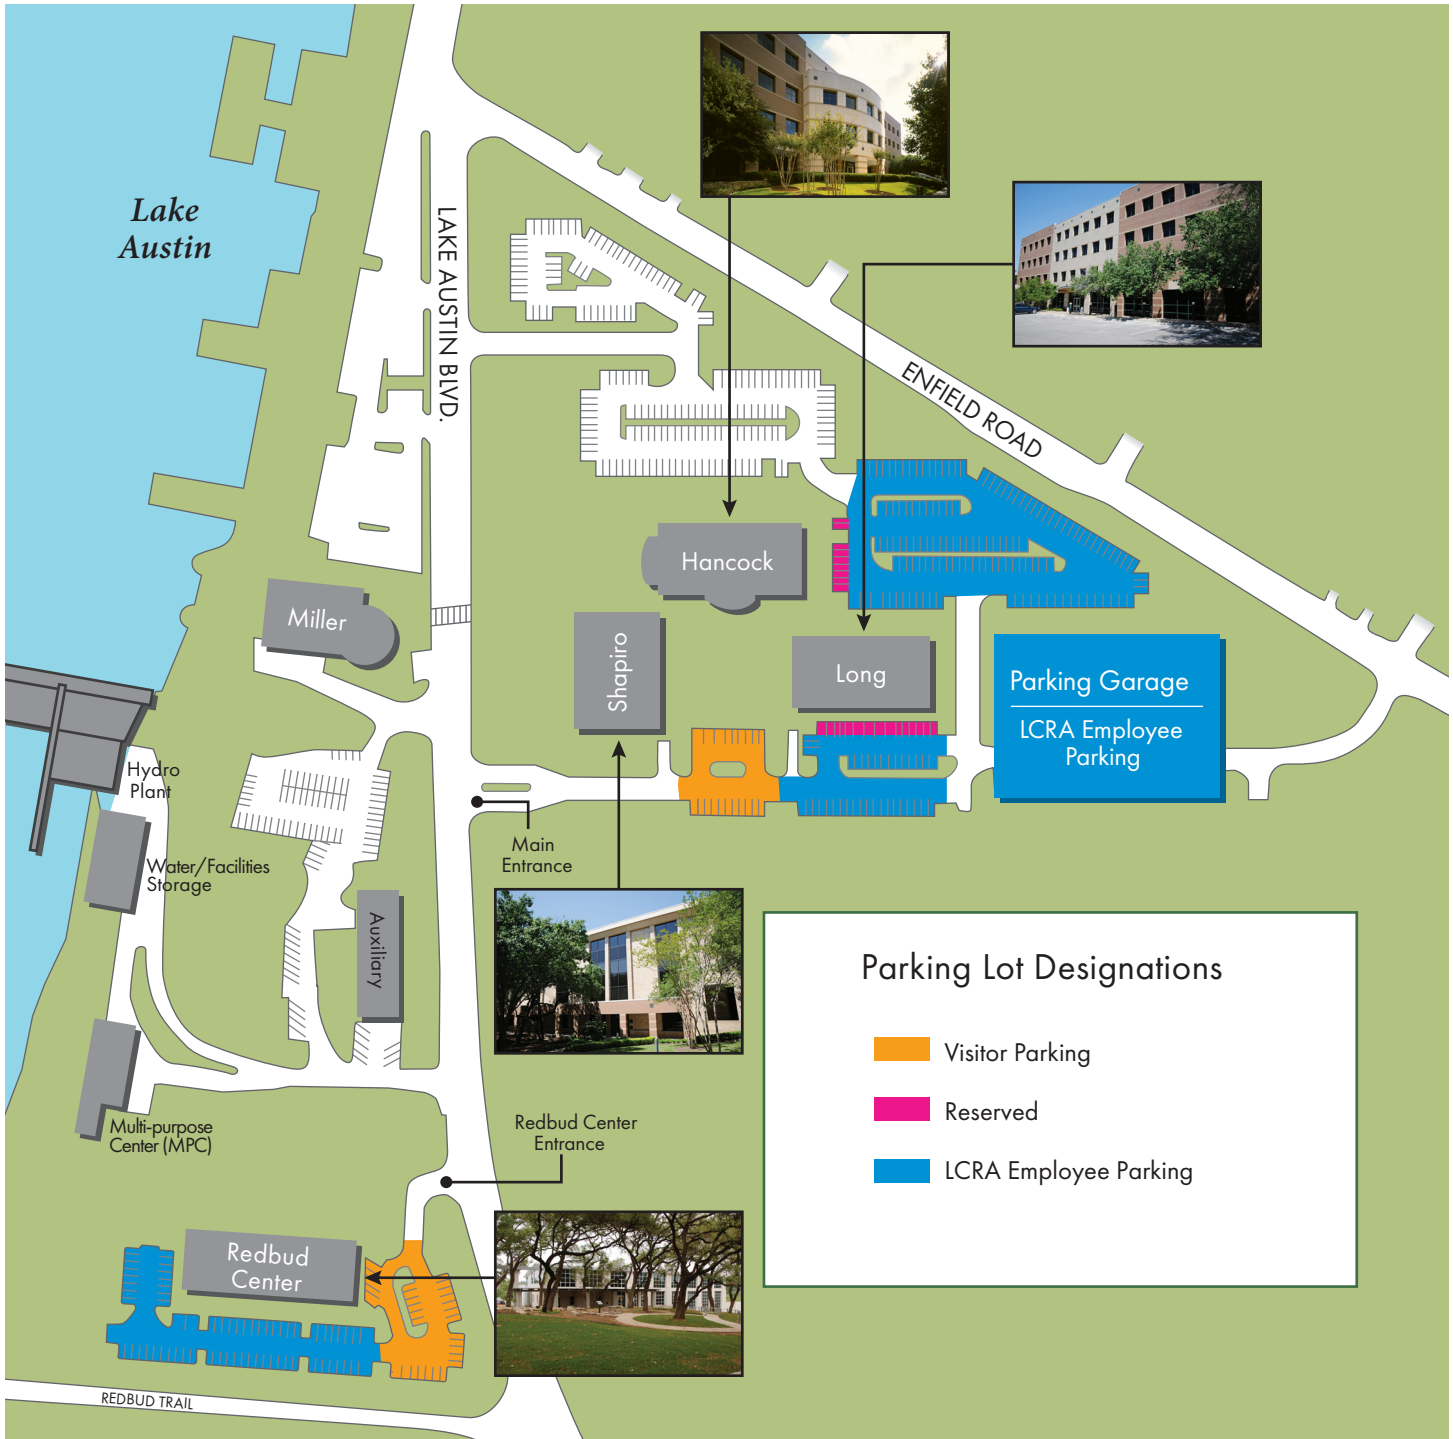 Lake
Austin
LAKE AUSTIN BLVD.
ENFIELD ROAD
Hancock
Miller
Shapiro
Long
Parking Garage
LCRA Employee
Parking
Hydro
Plant
Main
Entrance
Water/Facilities
Storage
Auxiliary
Parking Lot Designations
Visitor Parking
Reserved
LCRA Employee Parking
Multi-purpose
Center (MPC)
Redbud Center
Entrance
Redbud
Center
REDBUD TRAIL